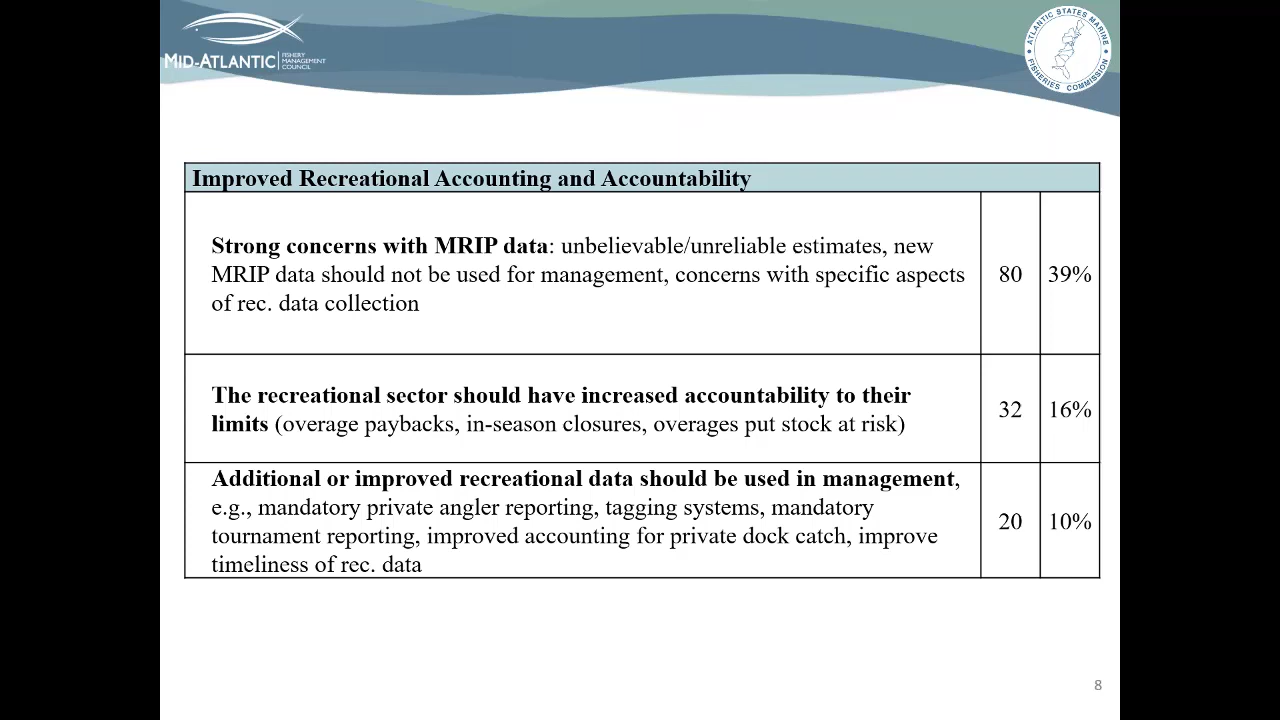 MID-ATLANTIC
FISHERY
MANAGEMENT
COUNCIL
ATLANTIC STATES MARINE
FISHERIES COMMISSION
Improved Recreational Accounting and Accountability
Strong concerns with MRIP data: unbelievable/unreliable estimates, new
MRIP data should not be used for management, concerns with specific aspects
of rec. data collection
80
39%
The recreational sector should have increased accountability to their
limits (overage paybacks, in-season closures, overages put stock at risk)
32
16%
Additional or improved recreational data should be used in management,
e.g., mandatory private angler reporting, tagging systems, mandatory
tournament reporting, improved accounting for private dock catch, improve
timeliness of rec. data
20
10%
8